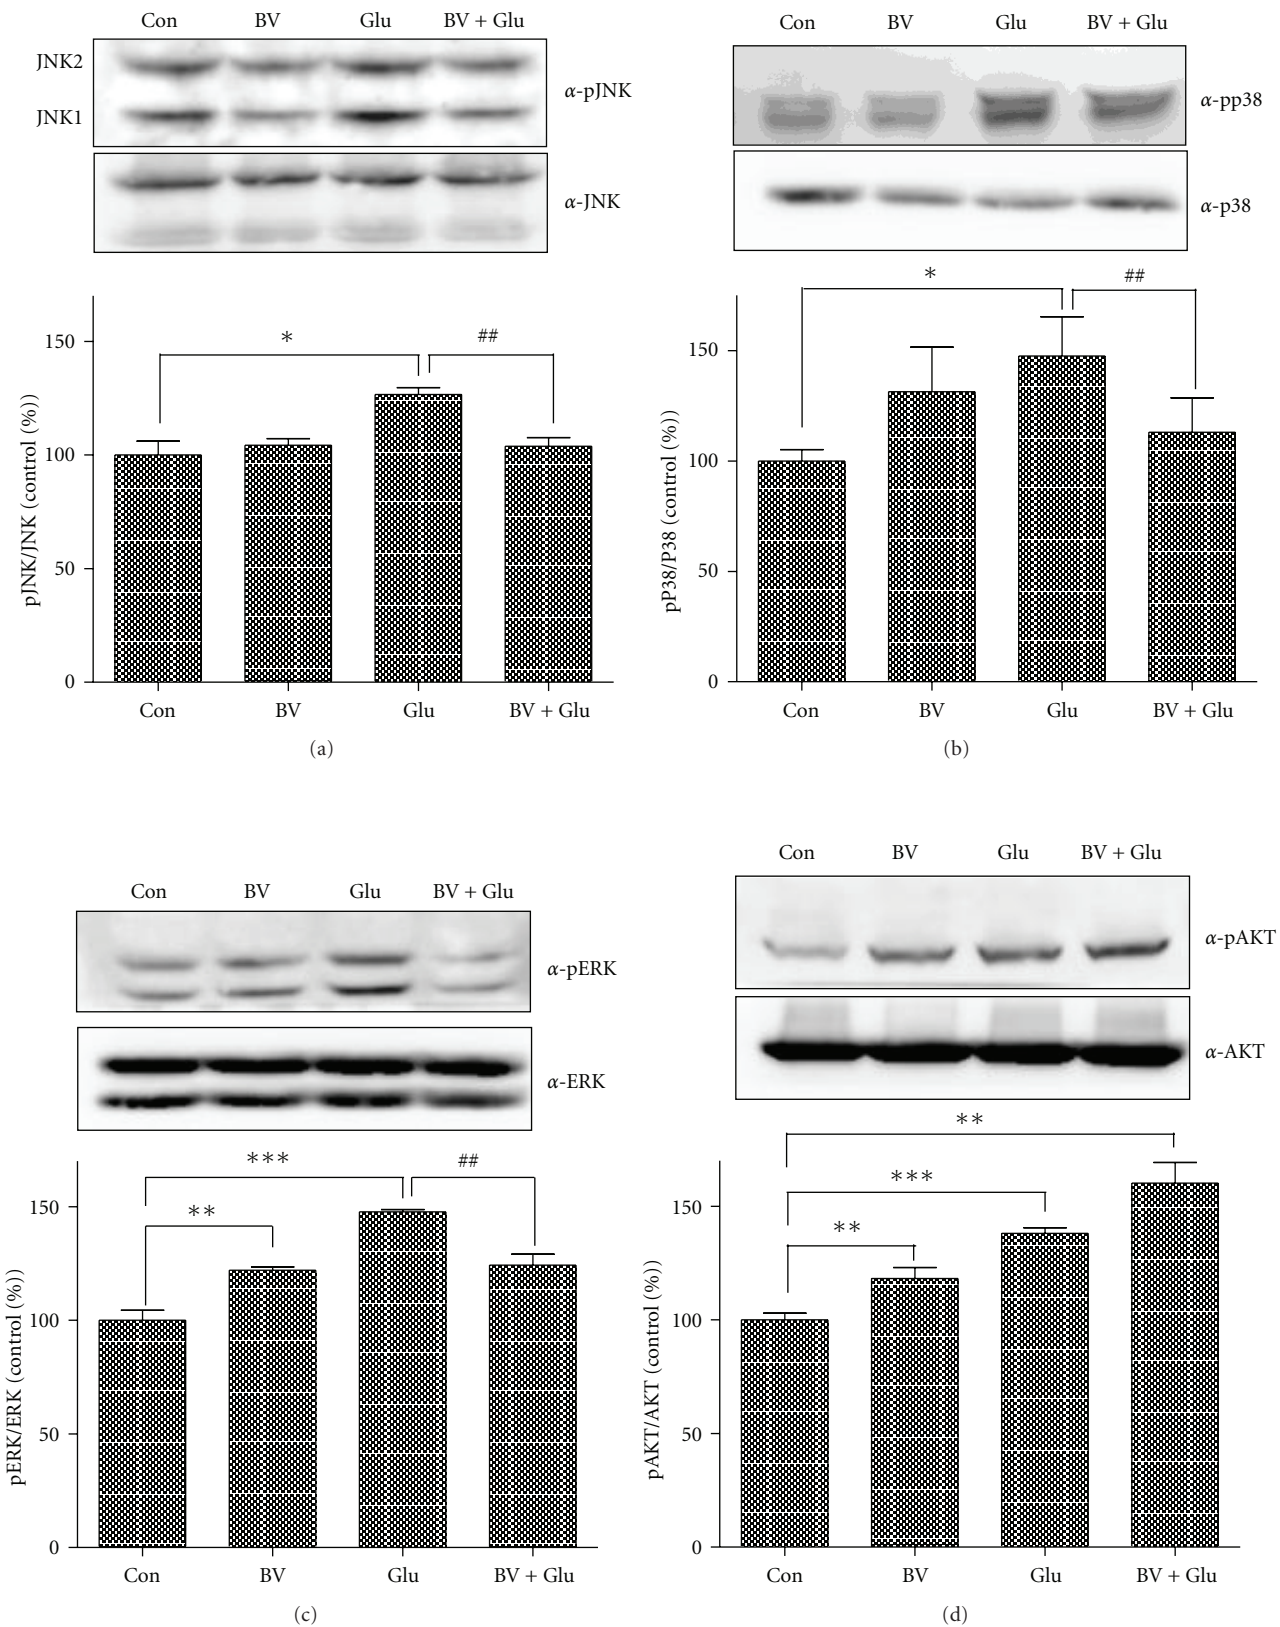 Con BV Glu BV + Glu
JNK2
JNK1
α-pJNK
α-JNK
150
100
50
0
pJNK/JNK (control (%))
* ##
Con BV Glu BV + Glu
(a)
Con BV Glu BV + Glu
α-pp38
α-p38
150
100
50
0
pP38/P38 (control (%))
* ##
Con BV Glu BV + Glu
(b)
Con BV Glu BV + Glu
α-pERK
α-ERK
150
100
50
0
pERK/ERK (control (%))
*** ##
**
Con BV Glu BV + Glu
(c)
Con BV Glu BV + Glu
α-pAKT
α-AKT
150
100
50
0
pAKT/AKT (control (%))
**
***
**
Con BV Glu BV + Glu
(d)